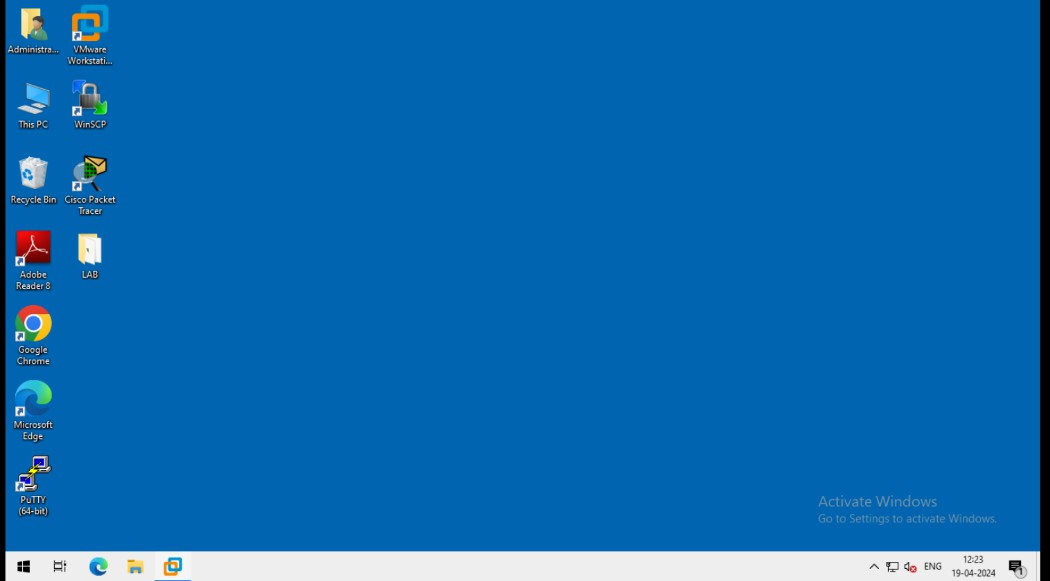 Administra...
VMware
Workstati...
This PC
WinSCP
Recycle Bin
Cisco Packet
Tracer
Adobe
Reader 8
LAB
Google
Chrome
Microsoft
Edge
PuTTY
(64-bit)
Activate Windows
Go to Settings to activate Windows.
ENG
12:23
19-04-2024
1